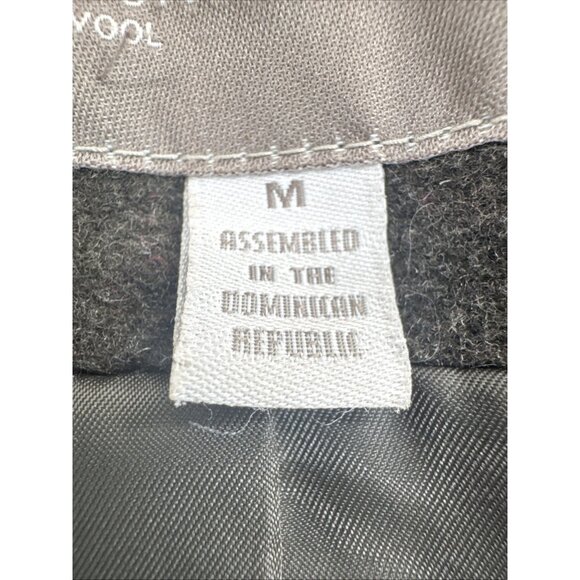 WOOL
M
ASSEMBLED
IN THE
DOMINICAN
REPUBLIC